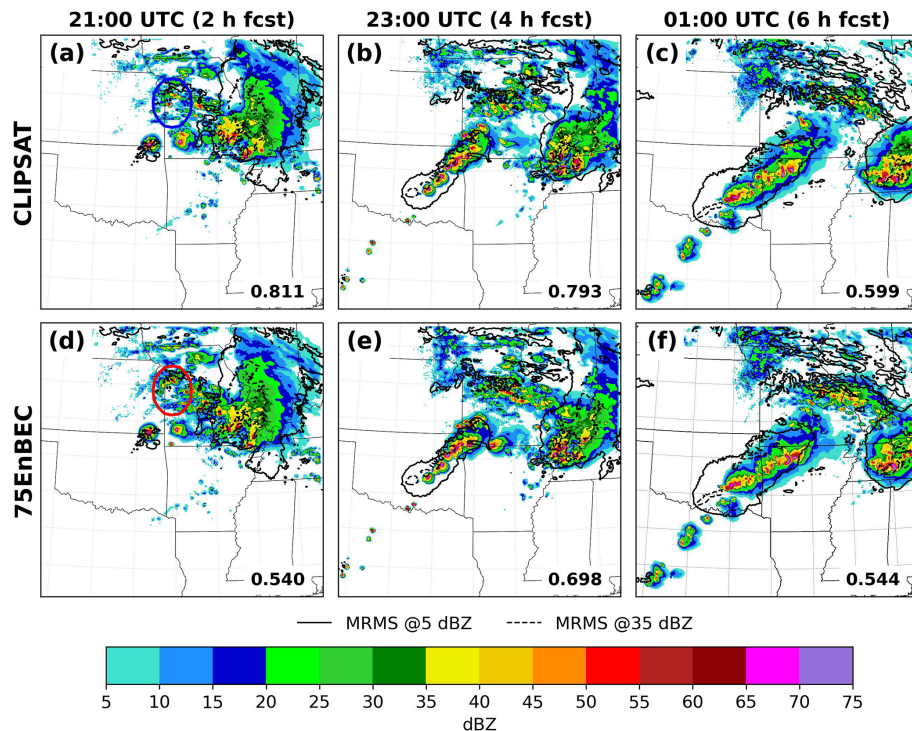 21:00 UTC (2 h fcst) 23:00 UTC (4 h fcst) 01:00 UTC (6 h fcst)
(a) (b) (c)
CLIPSAT
0.811 0.793 0.599
(d) (e) (f)
75EnBEC
0.540 0.698 0.544
MRMS @5 dBZ MRMS @35 dBZ
5 10 15 20 25 30 35 40 45 50 55 60 65 70 75
dBZ